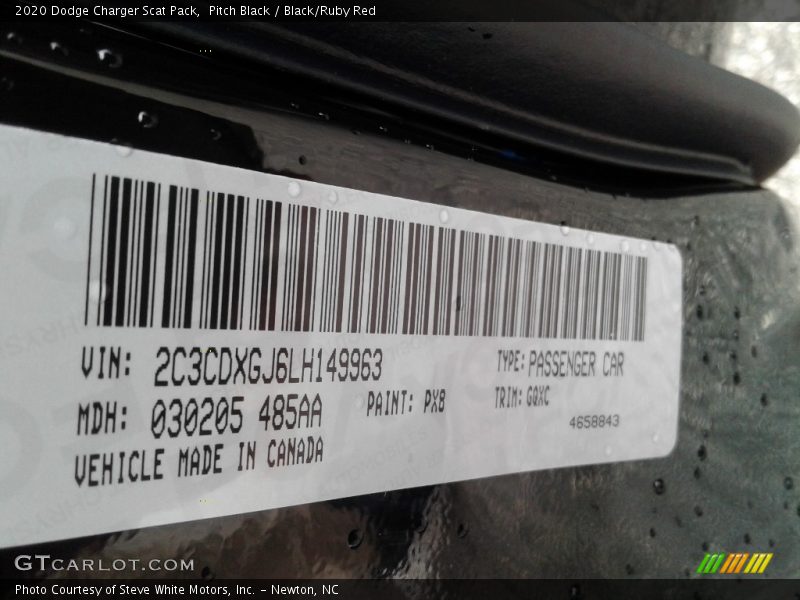 2020 Dodge Charger Scat Pack, Pitch Black / Black/Ruby Red
VIN: 2C3CDXGJ6LH149963
TYPE: PASSENGER CAR
MDH: 030205 485AA
PAINT: PX8
TRIM: GQXC
4658843
VEHICLE MADE IN CANADA
GTCARLOT.COM
Photo Courtesy of Steve White Motors, Inc. – Newton, NC